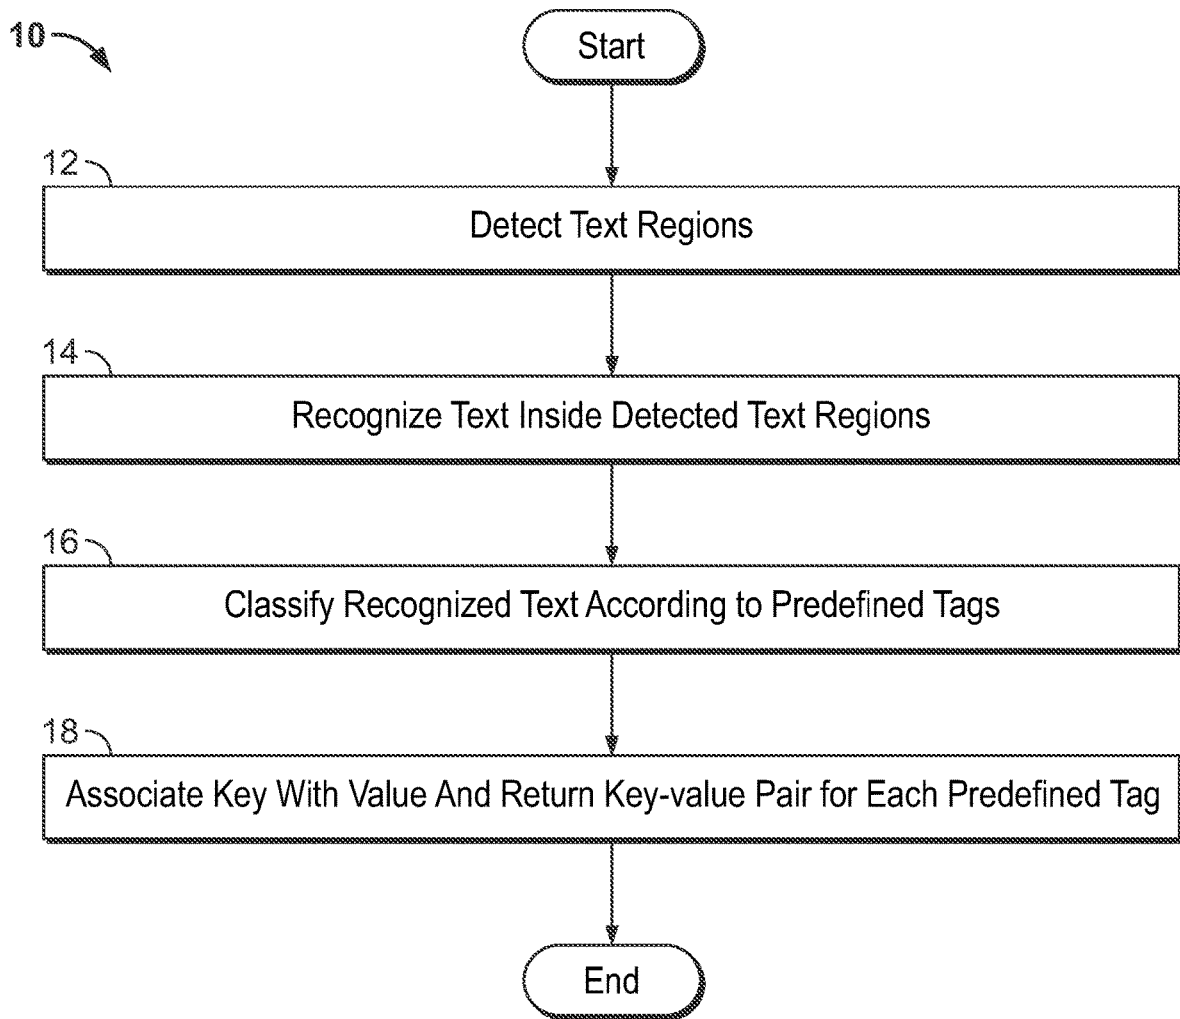 10
Start
12
Detect Text Regions
14
Recognize Text Inside Detected Text Regions
16
Classify Recognized Text According to Predefined Tags
18
Associate Key With Value And Return Key-value Pair for Each Predefined Tag
End